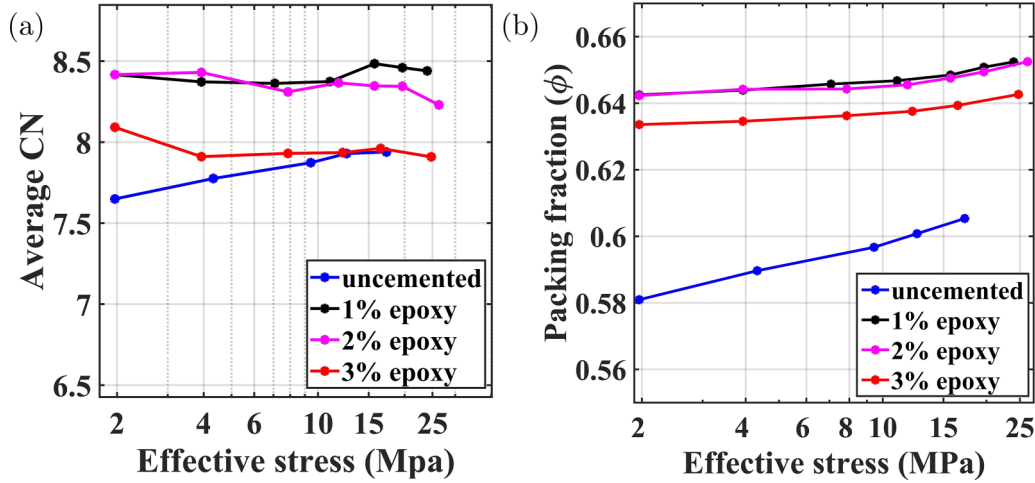 (a)
Average CN
8.5
8
7.5
7
6.5
uncemented
1% epoxy
2% epoxy
3% epoxy
2 4 6 8 10 15 25
Effective stress (Mpa)
(b)
Packing fraction (ϕ)
0.66
0.64
0.62
0.6
0.58
0.56
uncemented
1% epoxy
2% epoxy
3% epoxy
2 4 6 8 10 15 25
Effective stress (MPa)